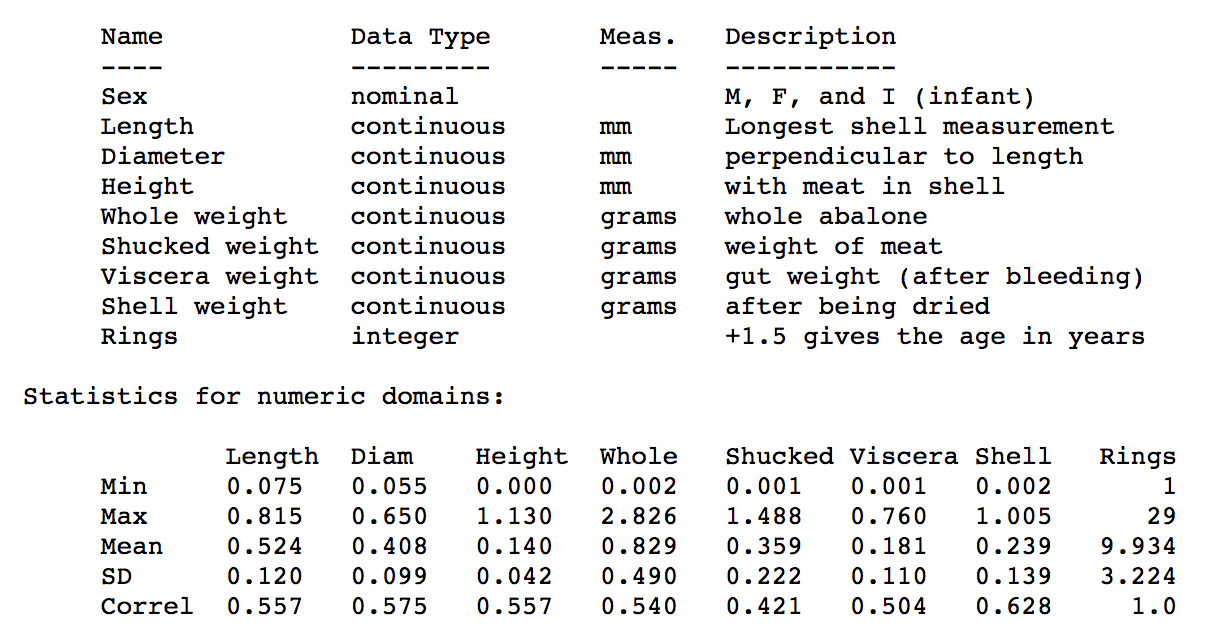 Name Data Type Meas. Description
---- --------- ----- -----------
Sex nominal M, F, and I (infant)
Length continuous mm Longest shell measurement
Diameter continuous mm perpendicular to length
Height continuous mm with meat in shell
Whole weight continuous grams whole abalone
Shucked weight continuous grams weight of meat
Viscera weight continuous grams gut weight (after bleeding)
Shell weight continuous grams after being dried
Rings integer +1.5 gives the age in years
Statistics for numeric domains:
Length Diam Height Whole Shucked Viscera Shell Rings
Min 0.075 0.055 0.000 0.002 0.001 0.001 0.002 1
Max 0.815 0.650 1.130 2.826 1.488 0.760 1.005 29
Mean 0.524 0.408 0.140 0.829 0.359 0.181 0.239 9.934
SD 0.120 0.099 0.042 0.490 0.222 0.110 0.139 3.224
Correl 0.557 0.575 0.557 0.540 0.421 0.504 0.628 1.0